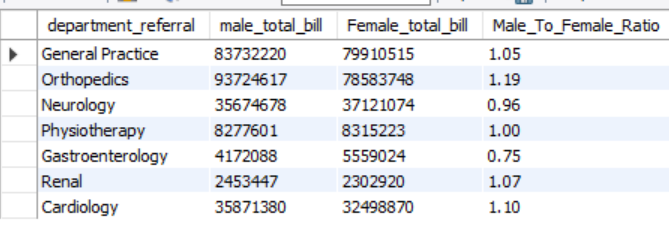 department_referral male_total_bill Female_total_bill Male_To_Female_Ratio
General Practice 83732220 79910515 1.05
Orthopedics 93724617 78583748 1.19
Neurology 35674678 37121074 0.96
Physiotherapy 8277601 8315223 1.00
Gastroenterology 4172088 5559024 0.75
Renal 2453447 2302920 1.07
Cardiology 35871380 32498870 1.10